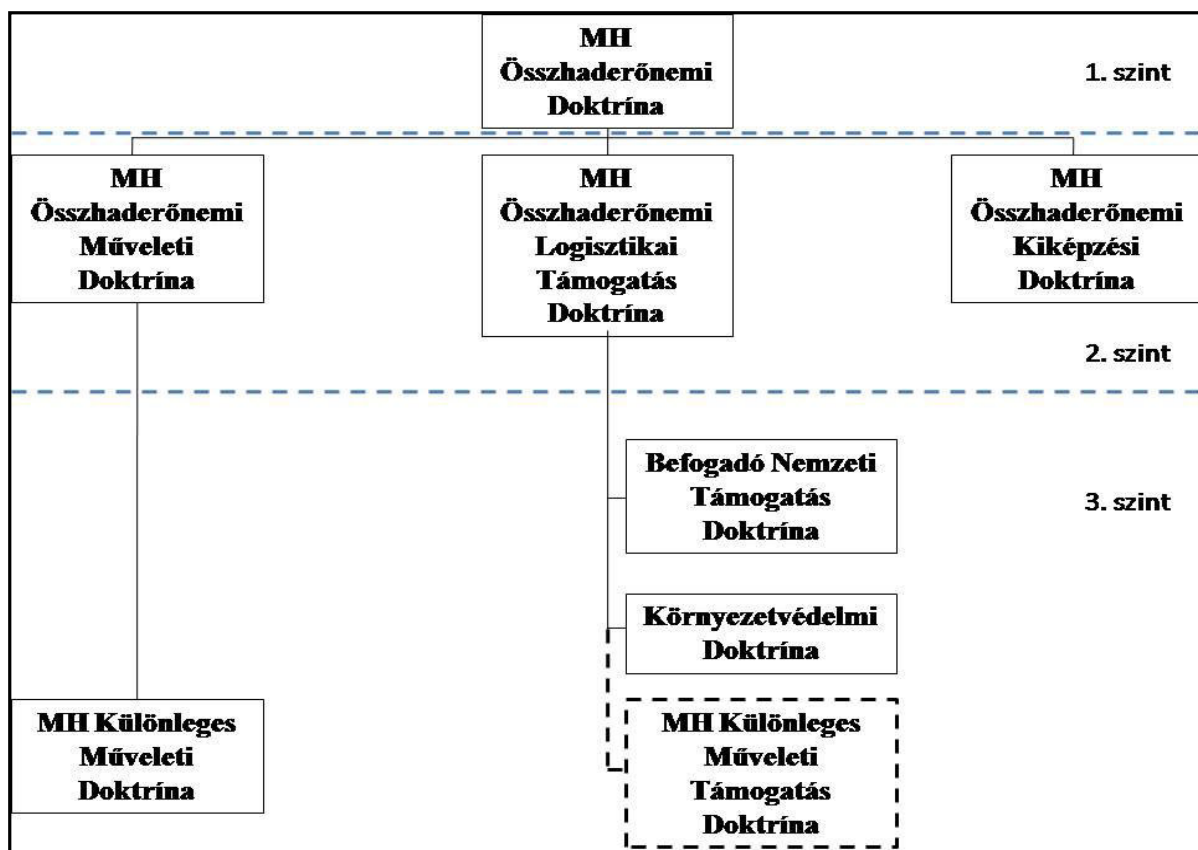 MH
Összhaderőnemi
Doktrína
1. szint
MH
Összhaderőnemi
Műveleti
Doktrína
MH
Összhaderőnemi
Logisztikai
Támogatás
Doktrína
MH
Összhaderőnemi
Kiképzési
Doktrína
2. szint
Befogadó Nemzeti
Támogatás
Doktrína
3. szint
Környezetvédelmi
Doktrína
MH Különleges
Műveleti
Doktrína
MH Különleges
Műveleti
Támogatás
Doktrína